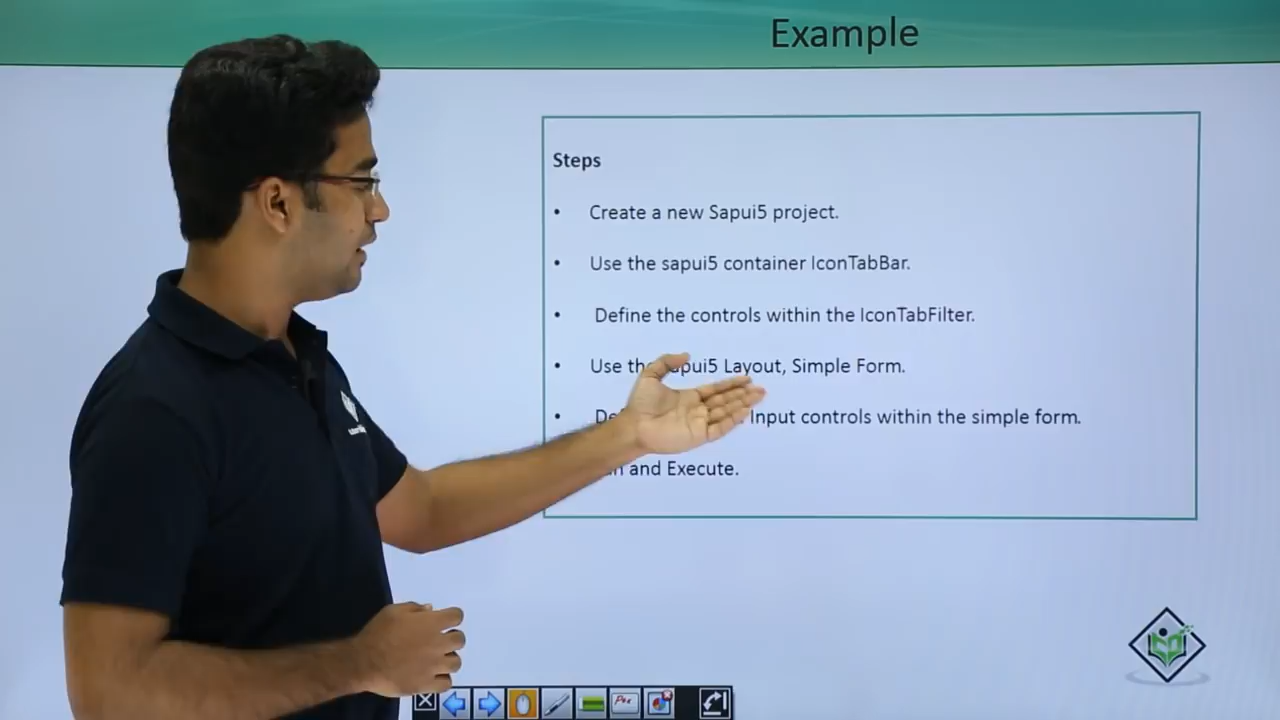 Example
Steps
• Create a new Sapui5 project.
• Use the sapui5 container IconTabBar.
• Define the controls within the IconTabFilter.
• Use the Layout, Simple Form.
• Input controls within the simple form.
and Execute.